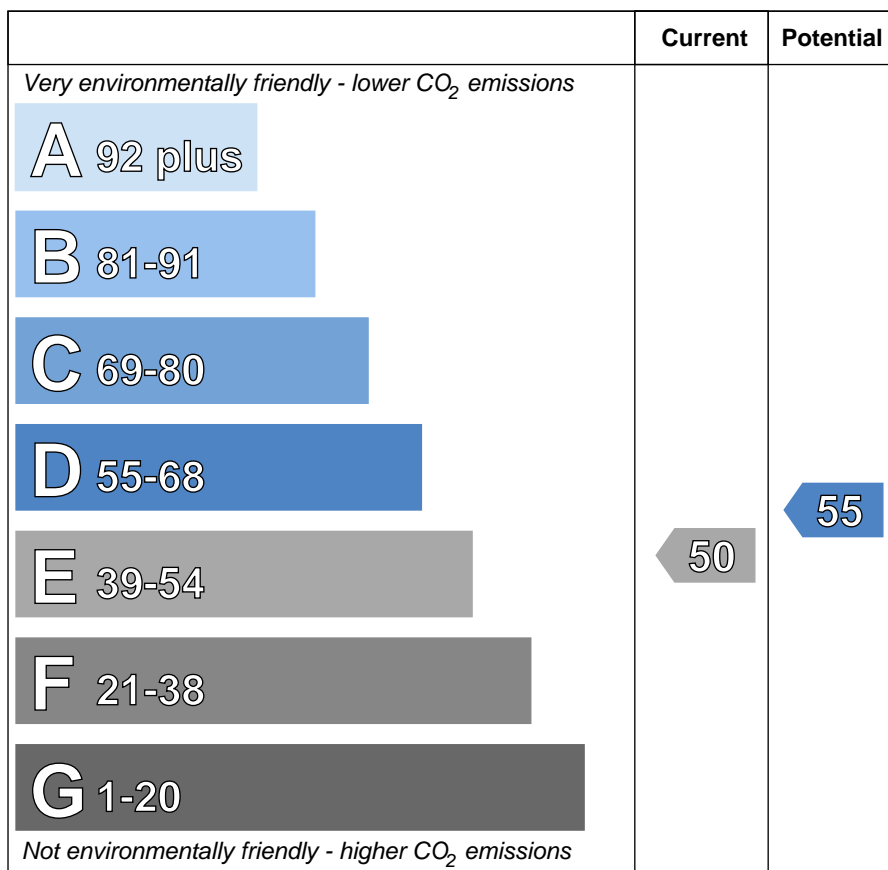 Current Potential
Very environmentally friendly - lower CO₂ emissions
A 92 plus
B 81-91
C 69-80
D 55-68
55
E 39-54
50
F 21-38
G 1-20
Not environmentally friendly - higher CO₂ emissions